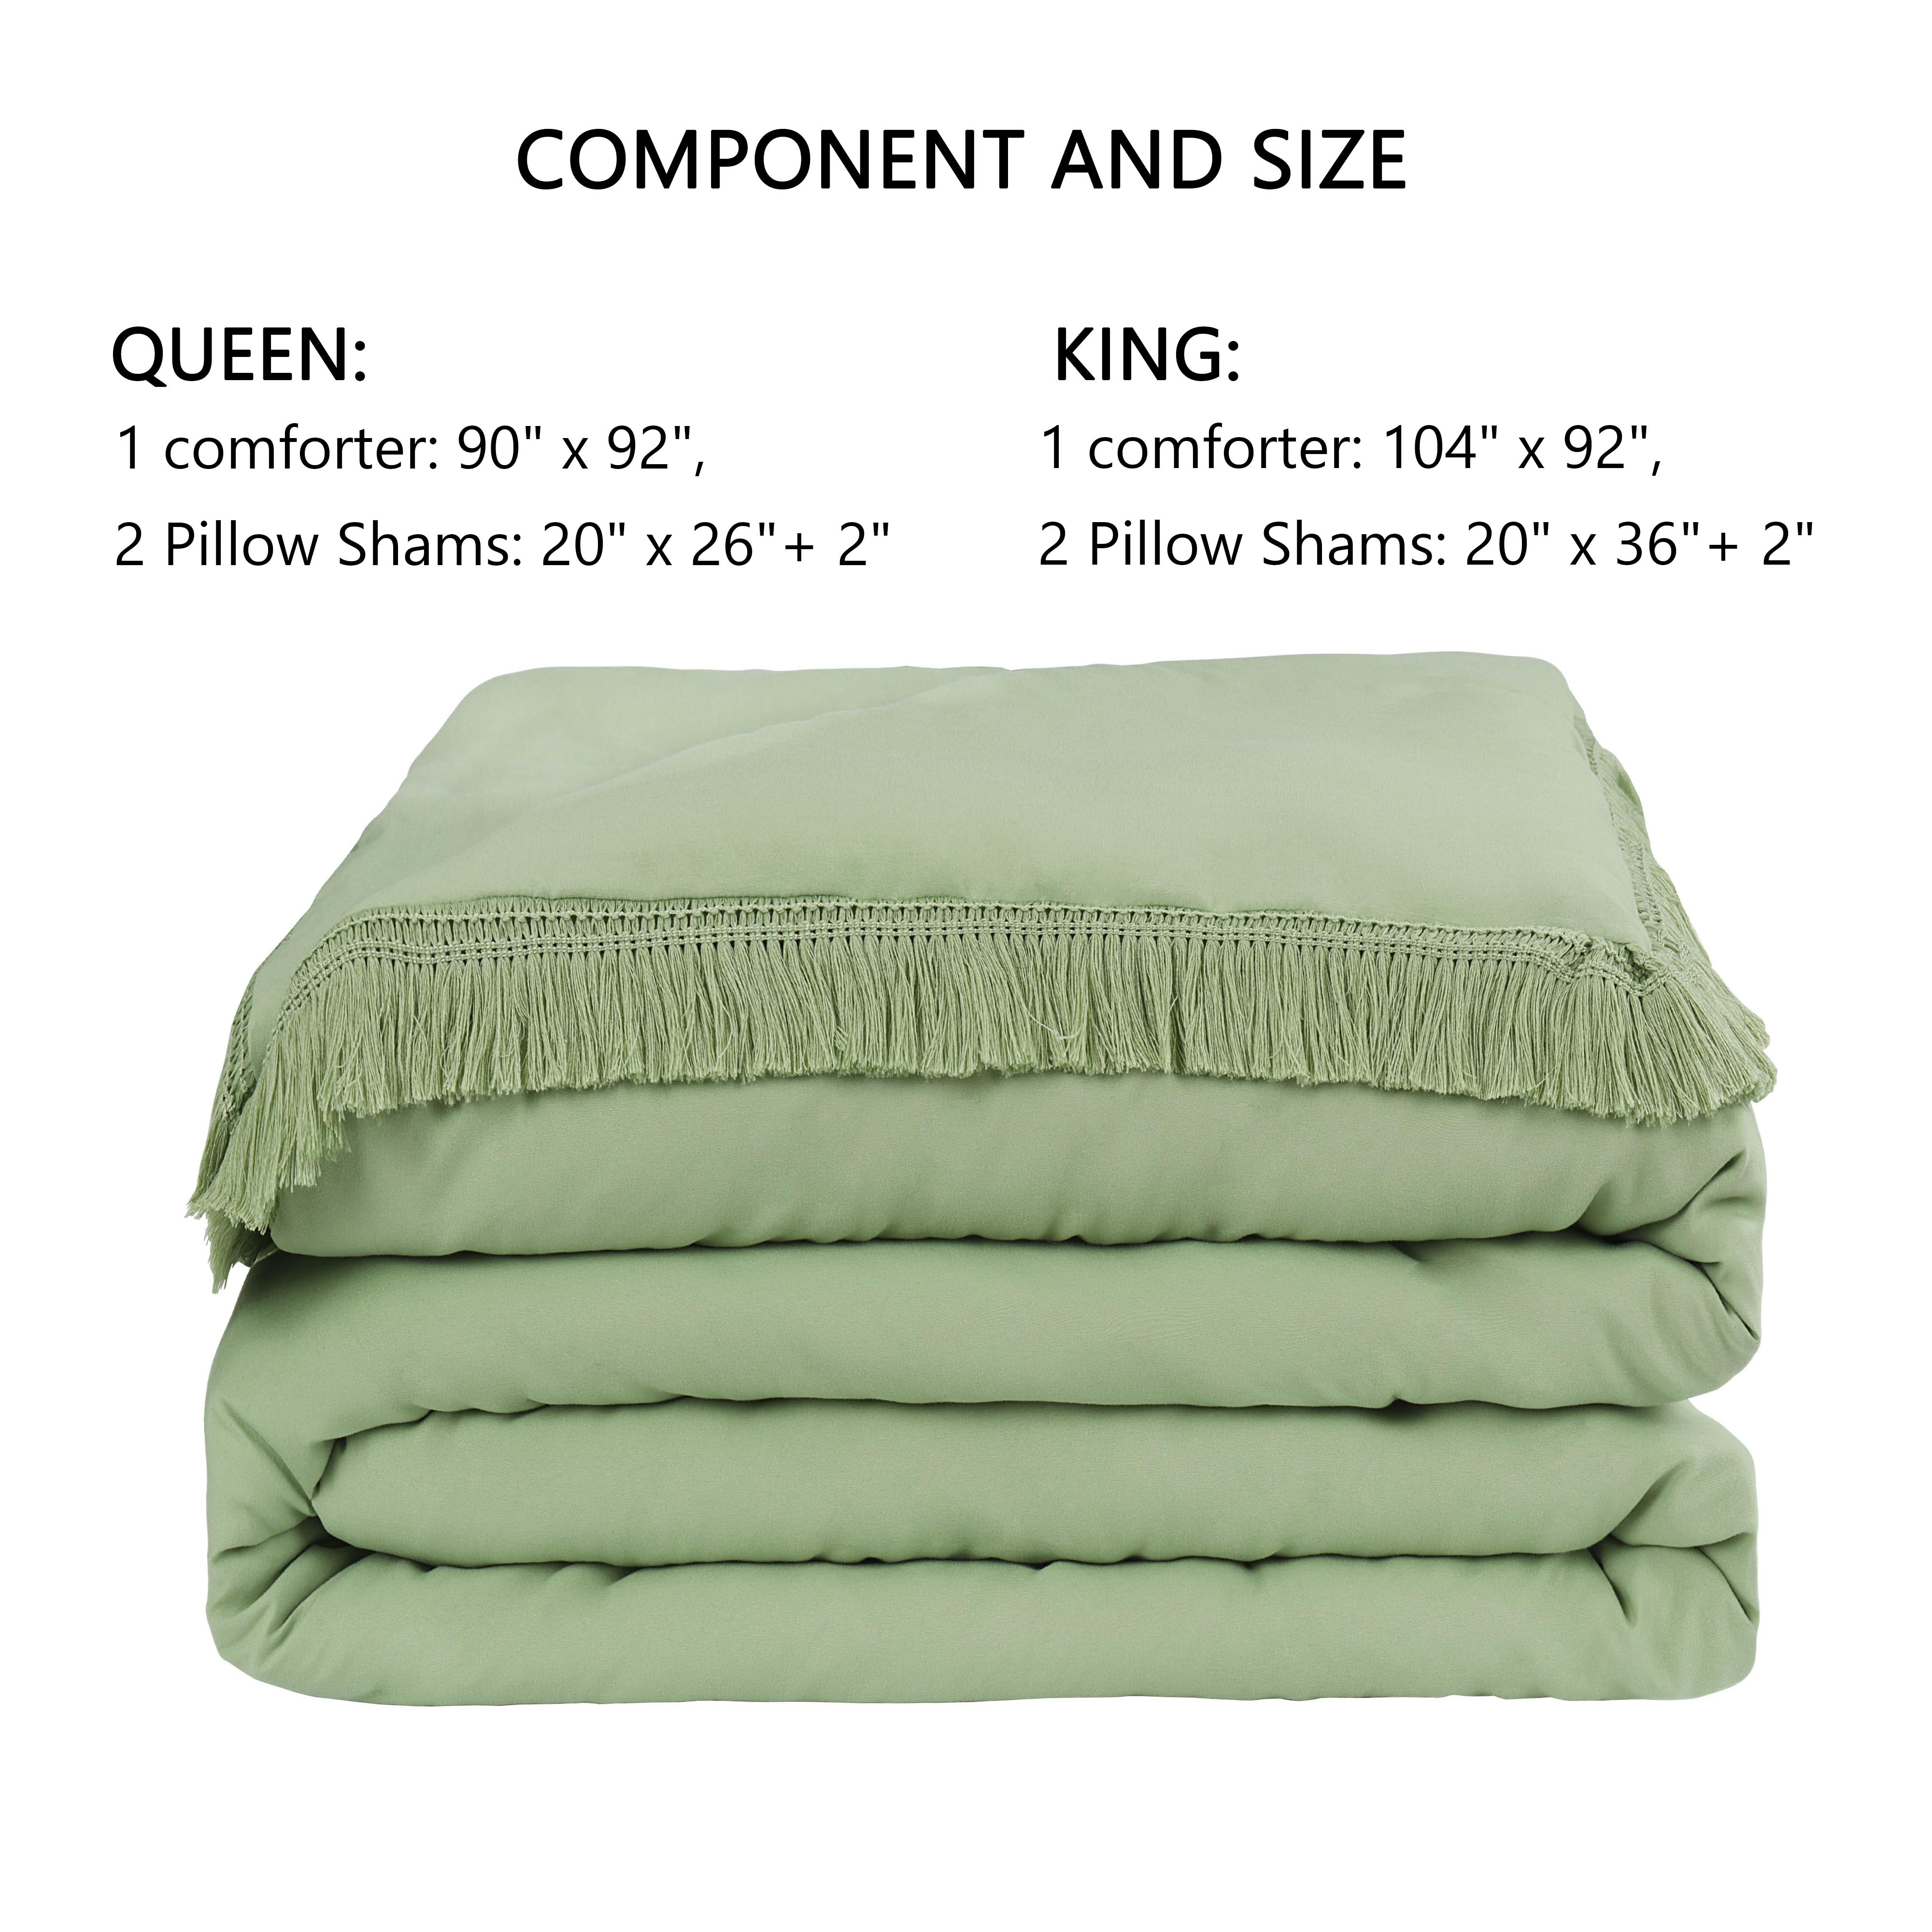 COMPONENT AND SIZE
QUEEN:
1 comforter: 90" x 92",
2 Pillow Shams: 20" x 26"+ 2"
KING:
1 comforter: 104" x 92",
2 Pillow Shams: 20" x 36"+ 2"